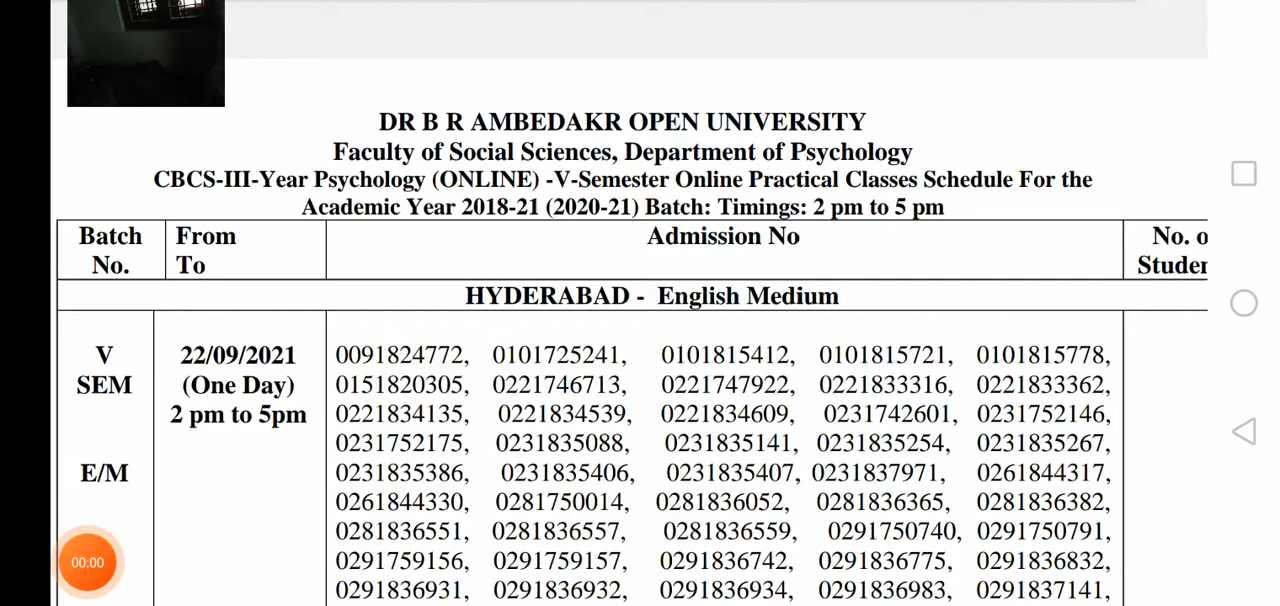 DR B R AMBEDAKR OPEN UNIVERSITY
Faculty of Social Sciences, Department of Psychology
CBCS-III-Year Psychology (ONLINE) -V-Semester Online Practical Classes Schedule For the
Academic Year 2018-21 (2020-21) Batch: Timings: 2 pm to 5 pm
Batch From Admission No No. o
No. To Studen
HYDERABAD - English Medium
V 22/09/2021 0091824772, 0101725241, 0101815412, 0101815721, 0101815778,
SEM (One Day) 0151820305, 0221746713, 0221747922, 0221833316, 0221833362,
2 pm to 5pm 0221834135, 0221834539, 0221834609, 0231742601, 0231752146,
0231752175, 0231835088, 0231835141, 0231835254, 0231835267,
E/M 0231835386, 0231835406, 0231835407, 0231837971, 0261844317,
0261844330, 0281750014, 0281836052, 0281836365, 0281836382,
0281836551, 0281836557, 0281836559, 0291750740, 0291750791,
00:00 0291759156, 0291759157, 0291836742, 0291836775, 0291836832,
0291836931, 0291836932, 0291836934, 0291836983, 0291837141,